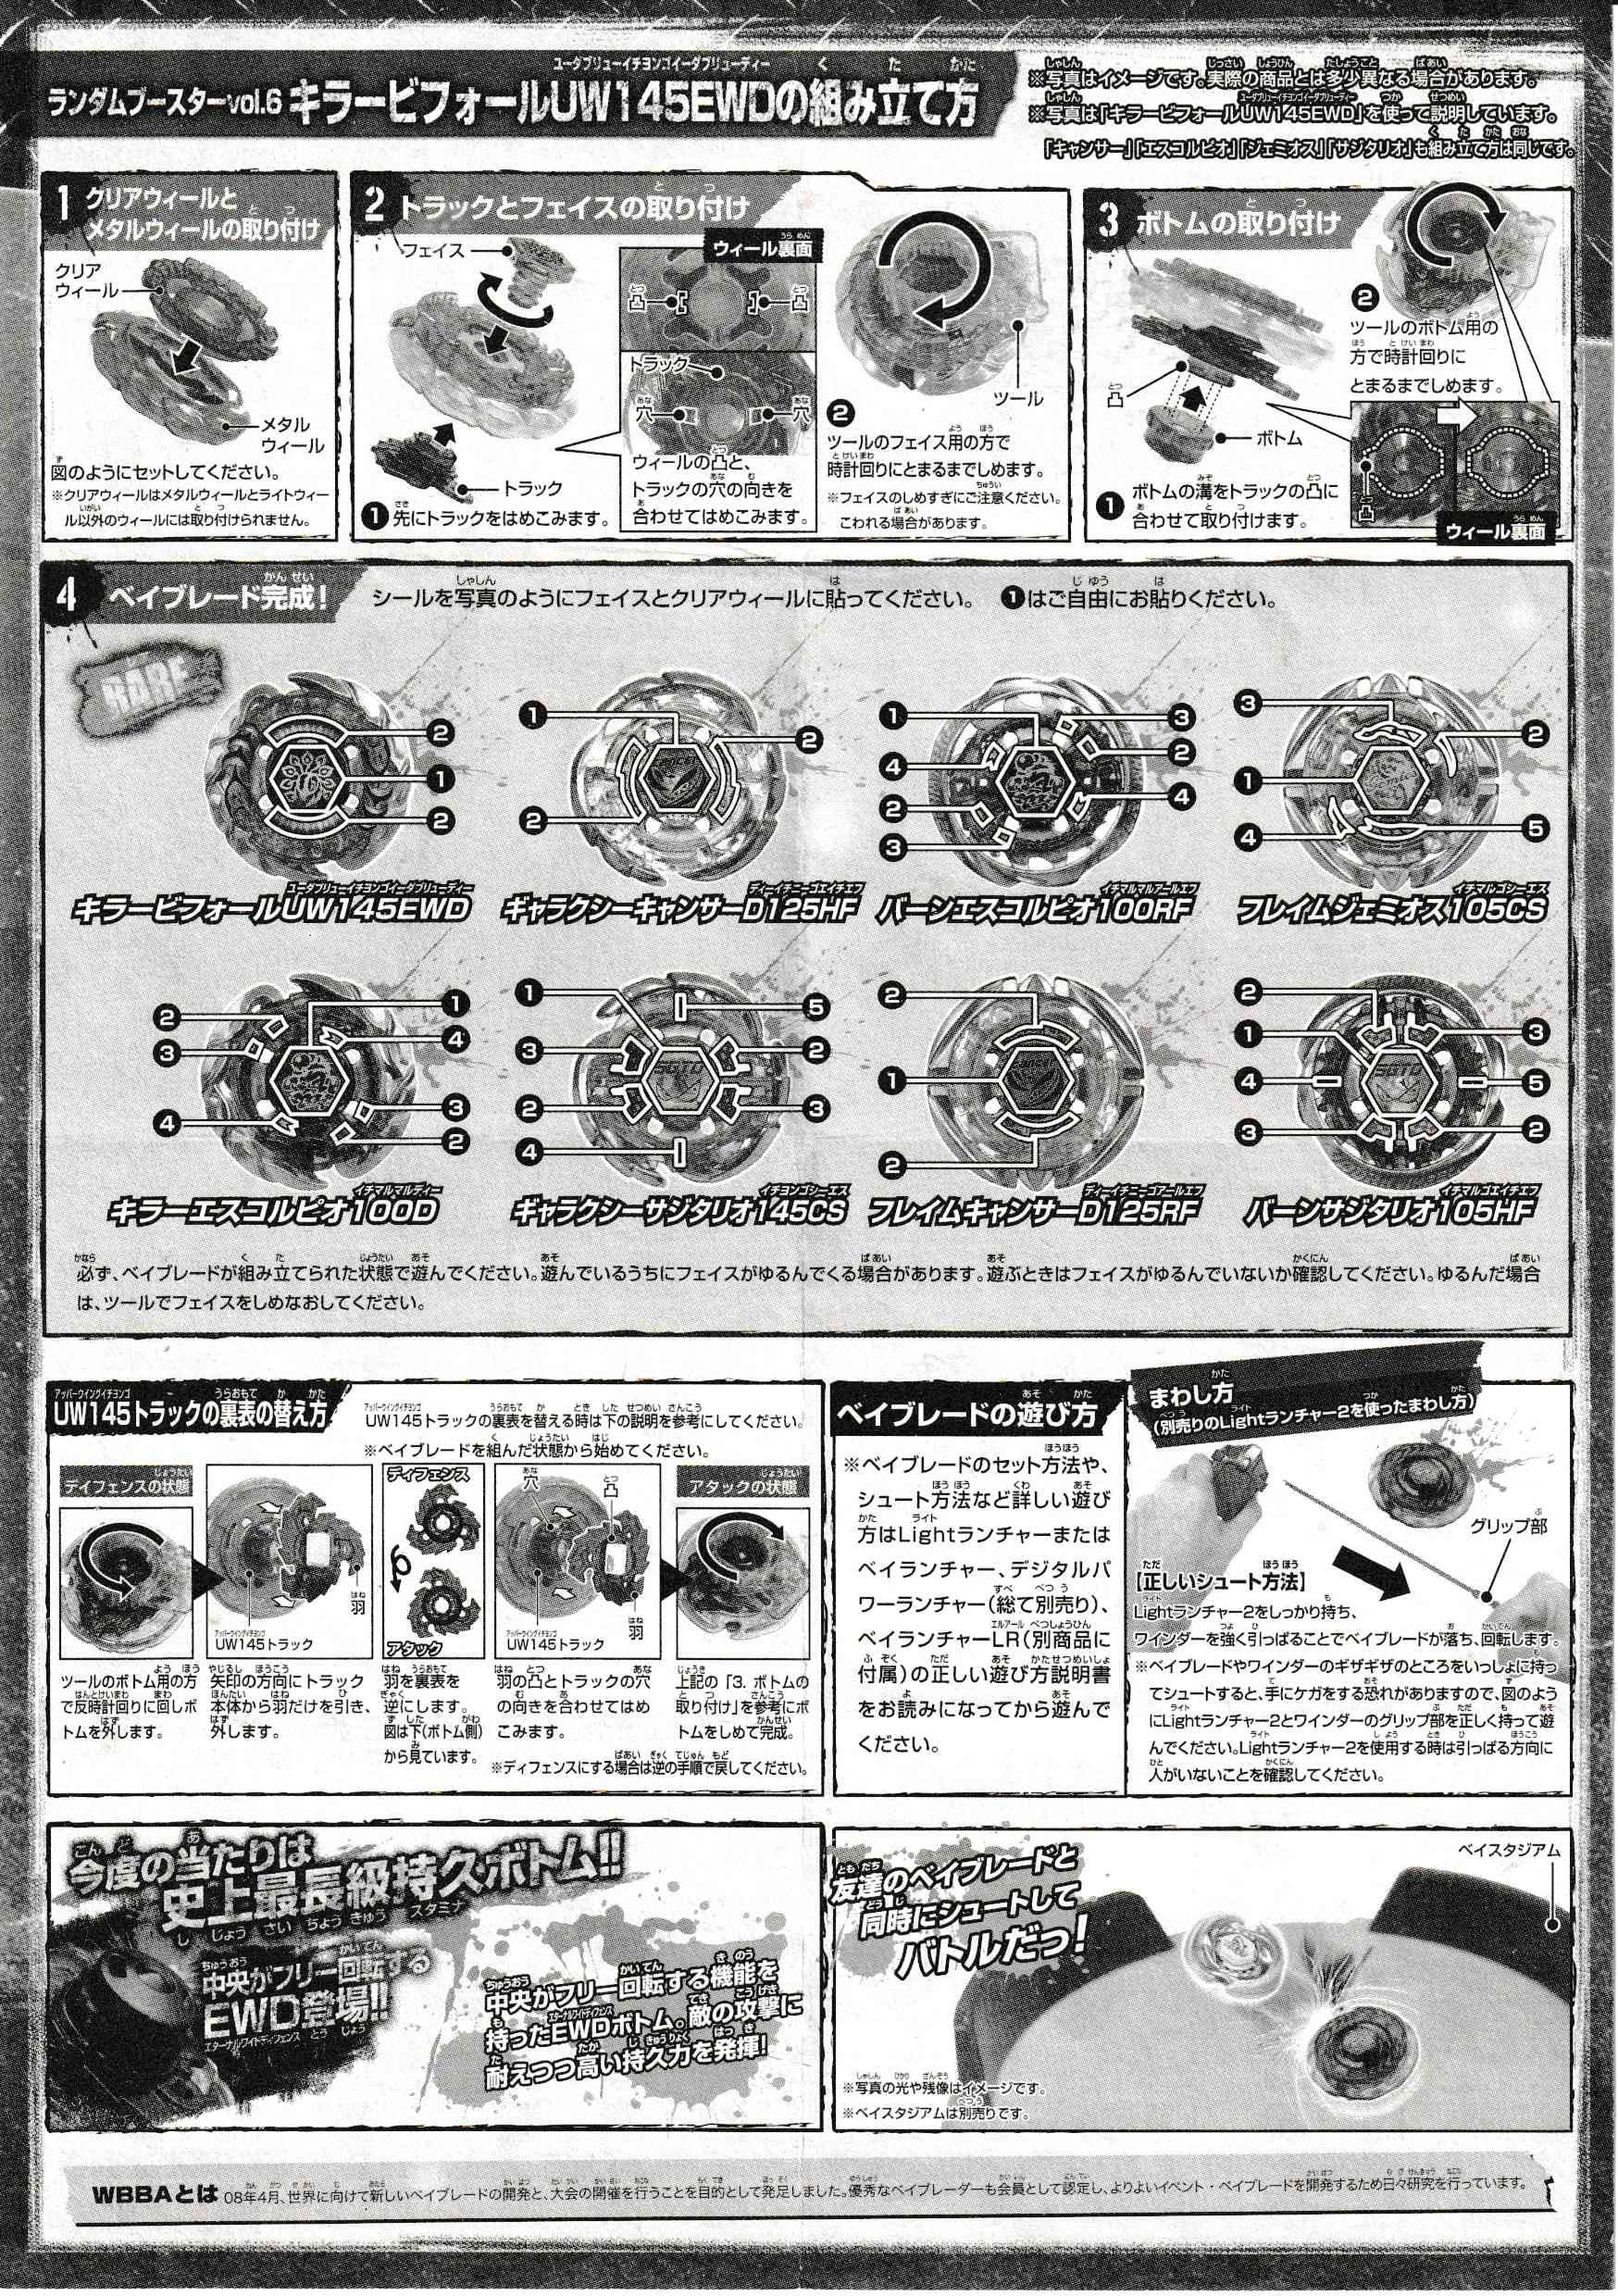 ランダムブースターvol.6 キラービフォールUW145EWDの組み立て方
※写真はイメージです。実際の商品とは多少異なる場合があります。
※写真は「キラービフォールUW145EWD」を使って説明しています。
「キャンサー」「エスコルピオ」「ジェミオス」「サジタリオ」も組み立て方は同じです。
1 クリアウィールと
メタルウィールの取り付け
クリア
ウィール
メタル
ウィール
図のようにセットしてください。
※クリアウィールはメタルウィールとライトウィー
ル以外のウィールには取り付けられません。
2 トラックとフェイスの取り付け
フェイス
トラック
❶先にトラックをはめこみます。
ウィール裏面
凸
凸
トラック
穴
穴
ウィールの凸と、
トラックの穴の向きを
合わせてはめこみます。
ツール
❷
ツールのフェイス用の方で
時計回りにとまるまでしめます。
※フェイスのしめすぎにご注意ください。
こわれる場合があります。
3 ボトムの取り付け
凸
ボトム
❶ ボトムの溝をトラックの凸に
合わせて取り付けます。
❷
ツールのボトム用の
方で時計回りに
とまるまでしめます。
凸
ウィール裏面
4 ベイブレード完成!
シールを写真のようにフェイスとクリアウィールに貼ってください。 ❶はご自由にお貼りください。
RARE
❷
❶
❷
キラービフォールUW145EWD
❶
❷
❷
ギャラクシーキャンサーD125HF
❶
❸
❹
❷
❷
❹
❸
バーンエスコルピオ100RF
❸
❷
❶
❹
❺
フレイムジェミオス105CS
❶
❷
❹
❸
❸
❹
❷
キラーエスコルピオ100D
❶
❺
❸
❷
❷
❸
❹
ギャラクシーサジタリオ145CS
❷
❶
❷
フレイムキャンサーD125RF
❷
❶
❸
❹
❺
❸
❷
バーンサジタリオ105HF
必ず、ベイブレードが組み立てられた状態で遊んでください。遊んでいるうちにフェイスがゆるんでくる場合があります。遊ぶときはフェイスがゆるんでいないか確認してください。ゆるんだ場合
は、ツールでフェイスをしめなおしてください。
UW145トラックの裏表の替え方
UW145トラックの裏表を替える時は下の説明を参考にしてください。
※ベイブレードを組んだ状態から始めてください。
ディフェンスの状態
ツールのボトム用の方
で反時計回りに回しボ
トムを外します。
羽
UW145トラック
矢印の方向にトラック
本体から羽だけを引き、
外します。
ディフェンス
アタック
羽を裏表を
逆にします。
図は下(ボトム側)
から見ています。
穴
凸
羽
UW145トラック
羽の凸とトラックの穴
の向きを合わせてはめ
こみます。
アタックの状態
上記の「3. ボトムの
取り付け」を参考にボ
トムをしめて完成。
※ディフェンスにする場合は逆の手順で戻してください。
ベイブレードの遊び方
※ベイブレードのセット方法や、
シュート方法など詳しい遊び
方はLightランチャーまたは
ベイランチャー、デジタルパ
ワーランチャー(総て別売り)、
ベイランチャーLR(別商品に
付属)の正しい遊び方説明書
をお読みになってから遊んで
ください。
まわし方
(別売りのLightランチャー2を使ったまわし方)
グリップ部
【正しいシュート方法】
Lightランチャー2をしっかり持ち、
ワインダーを強く引っぱることでベイブレードが落ち、回転します。
※ベイブレードやワインダーのギザギザのところをいっしょに持っ
てシュートすると、手にケガをする恐れがありますので、図のよう
にLightランチャー2とワインダーのグリップ部を正しく持って遊
んでください。Lightランチャー2を使用する時は引っぱる方向に
人がいないことを確認してください。
今度の当たりは
史上最長級持久ボトム!!
中央がフリー回転する
EWD登場!!
中央がフリー回転する機能を
持ったEWDボトム。敵の攻撃に
耐えつつ高い持久力を発揮!
友達のベイブレードと
同時にシュートして
バトルだっ!
ベイスタジアム
※写真の光や残像はイメージです。
※ベイスタジアムは別売りです。
WBBAとは 08年4月、世界に向けて新しいベイブレードの開発と、大会の開催を行うことを目的として発足しました。優秀なベイブレーダーも会員として認定し、よりよいイベント・ベイブレードを開発するため日々研究を行っています。